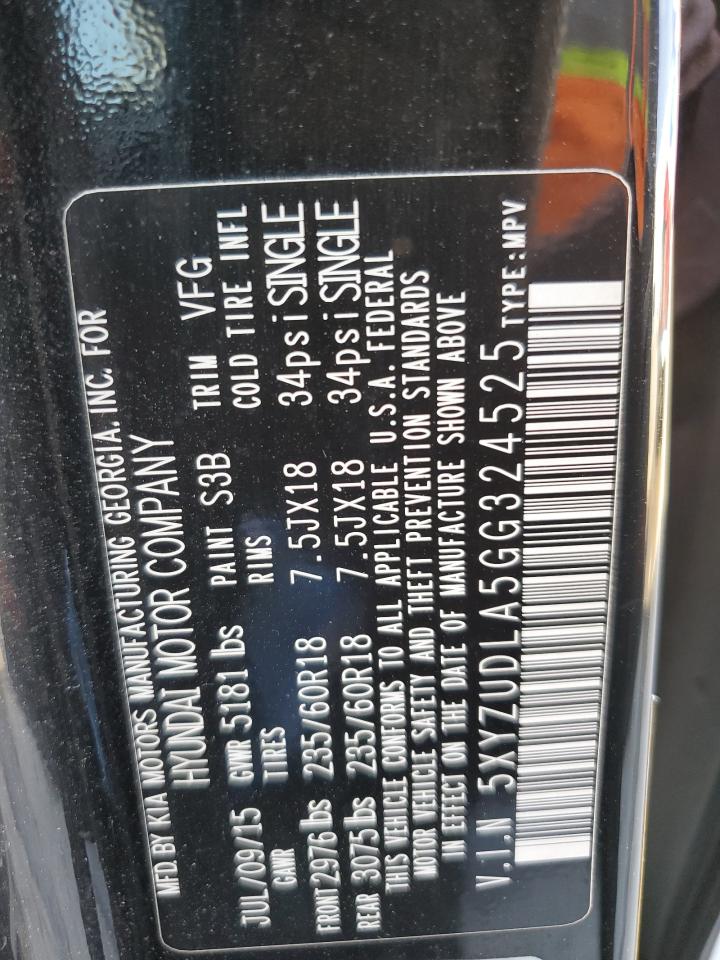 MFD BY KIA MOTORS MANUFACTURING GEORGIA, INC. FOR
HYUNDAI MOTOR COMPANY
JUL/09/15 GVWR 5181 lbs PAINT S3B TRIM VFG
GAWR TIRES RIMS COLD TIRE INFL
FRONT 2976 lbs 235/60R18 7.5JX18 34psi SINGLE
REAR 3075 lbs 235/60R18 7.5JX18 34psi SINGLE
THIS VEHICLE CONFORMS TO ALL APPLICABLE U.S.A. FEDERAL
MOTOR VEHICLE SAFETY AND THEFT PREVENTION STANDARDS
IN EFFECT ON THE DATE OF MANUFACTURE SHOWN ABOVE
V.I.N 5XYZUDLA5GG324525 TYPE:MPV